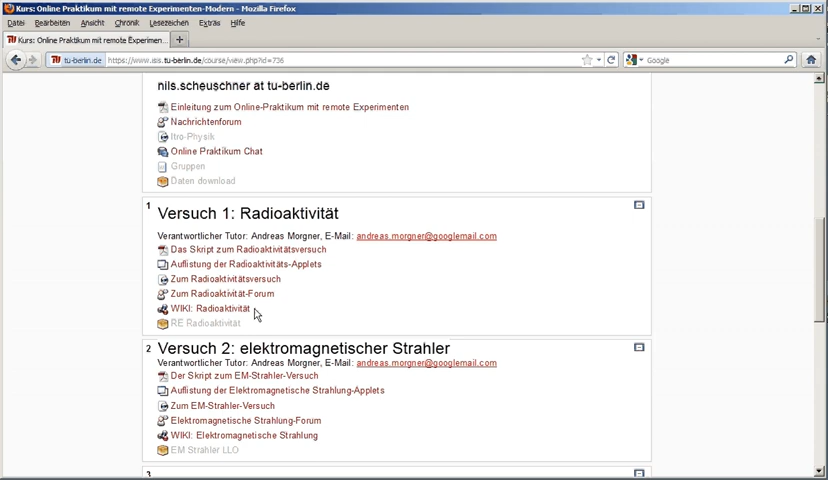 Kurs: Online Praktikum mit remote Experimenten-Modern - Mozilla Firefox
Datei Bearbeiten Ansicht Chronik Lesezeichen Extras Hilfe
Kurs: Online Praktikum mit remote Experimen...
tu-berlin.de https://www.isis.tu-berlin.de/course/view.php?id=736 Google
nils.scheuschner at tu-berlin.de
Einleitung zum Online-Praktikum mit remote Experimenten
Nachrichtenforum
Itro-Physik
Online Praktikum Chat
Gruppen
Daten download
1
Versuch 1: Radioaktivität
Verantwortlicher Tutor: Andreas Morgner, E-Mail: andreas.morgner@googlemail.com
Das Skript zum Radioaktivitätsversuch
Auflistung der Radioaktivitäts-Applets
Zum Radioaktivitätsversuch
Zum Radioaktivität-Forum
WIKI: Radioaktivität
RE Radioaktivität
2
Versuch 2: elektromagnetischer Strahler
Verantwortlicher Tutor: Andreas Morgner, E-Mail: andreas.morgner@googlemail.com
Der Skript zum EM-Strahler-Versuch
Auflistung der Elektromagnetische Strahlung-Applets
Zum EM-Strahler-Versuch
Elektromagnetische Strahlung-Forum
WIKI: Elektromagnetische Strahlung
EM Strahler LLO
3